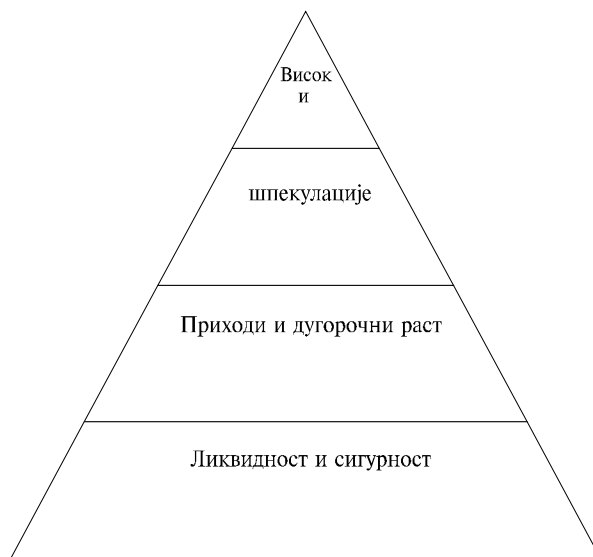 Висок
и
шпекулације
Приходи и дугорочни раст
Ликвидност и сигурност